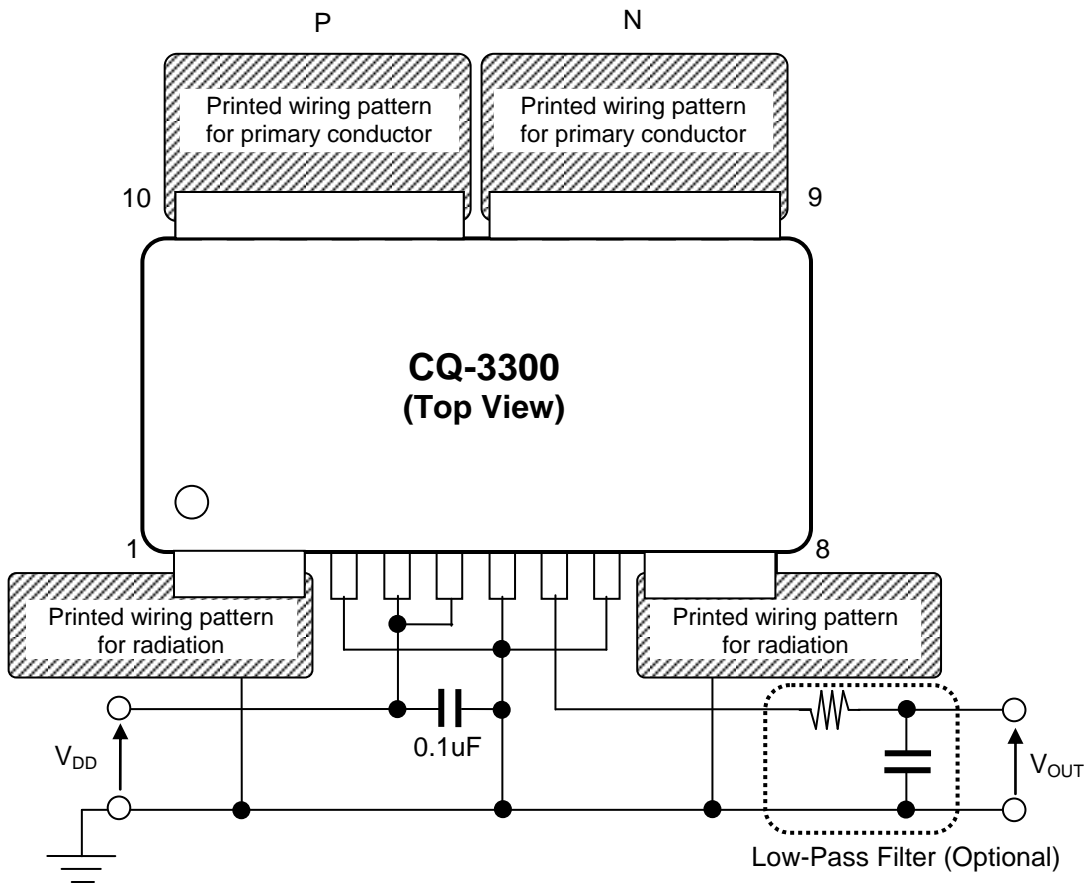 P
N
Printed wiring pattern
for primary conductor
Printed wiring pattern
for primary conductor
10
9
CQ-3300
(Top View)
1
8
Printed wiring pattern
for radiation
Printed wiring pattern
for radiation
0.1uF
VDD
VOUT
Low-Pass Filter (Optional)